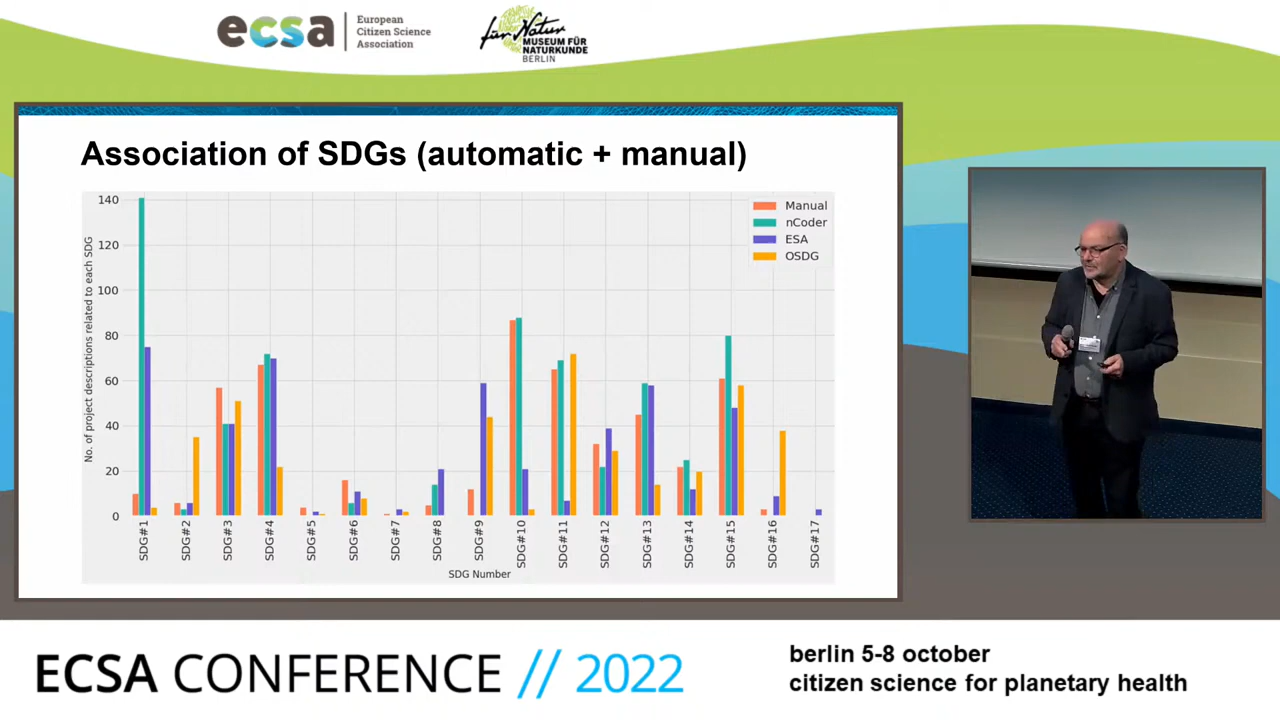 ecsa
European
Citizen Science
Association
für Natur
MUSEUM FÜR
NATURKUNDE
BERLIN
Association of SDGs (automatic + manual)
No. of project descriptions related to each SDG
140
120
100
80
60
40
20
0
Manual
nCoder
ESA
OSDG
SDG#1
SDG#2
SDG#3
SDG#4
SDG#5
SDG#6
SDG#7
SDG#8
SDG#9
SDG#10
SDG#11
SDG#12
SDG#13
SDG#14
SDG#15
SDG#16
SDG#17
SDG Number
ECSA CONFERENCE // 2022
berlin 5-8 october
citizen science for planetary health